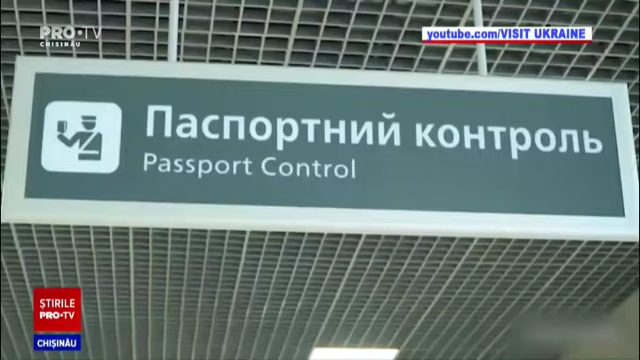 PRO•TV
CHIȘINĂU
youtube.com/VISIT UKRAINE
Паспортний контроль
Passport Control
ȘTIRILE
PRO•TV
CHIȘINĂU